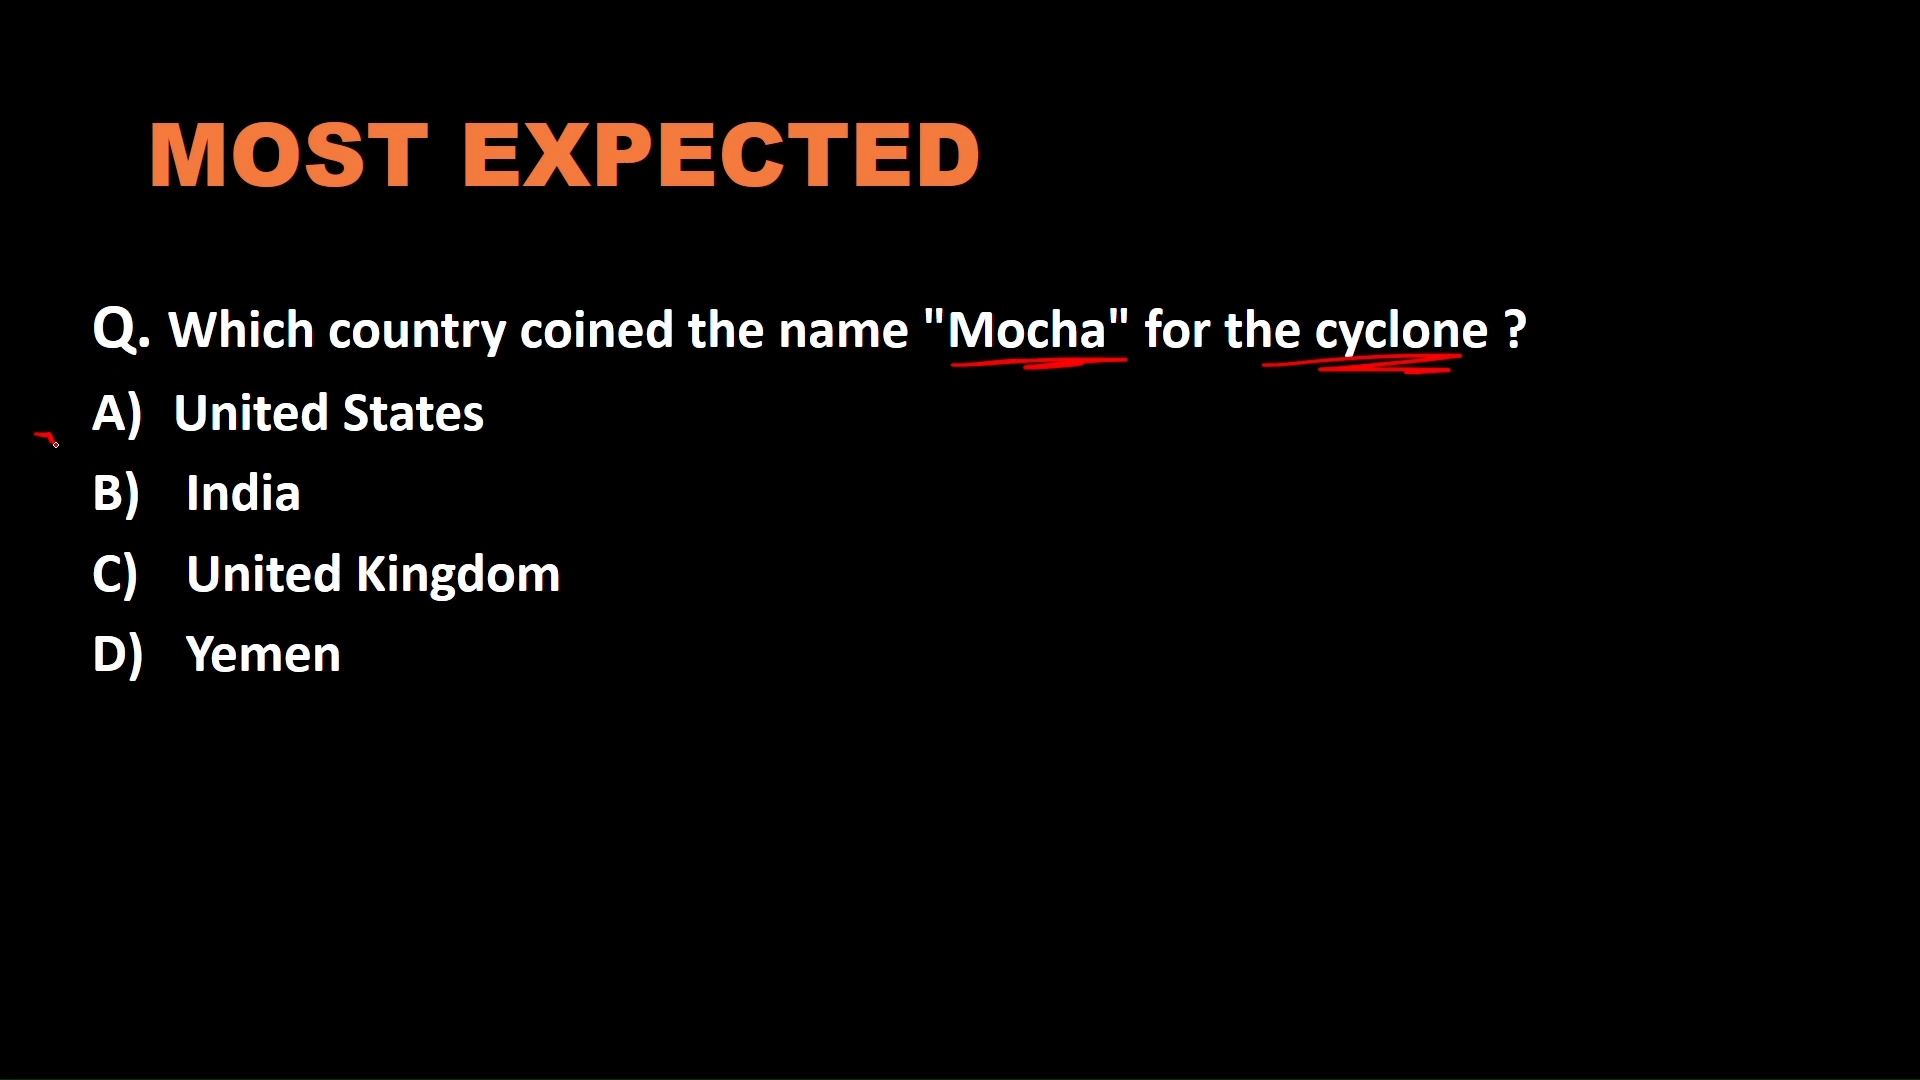 MOST EXPECTED
Q. Which country coined the name "Mocha" for the cyclone ?
A) United States
B) India
C) United Kingdom
D) Yemen